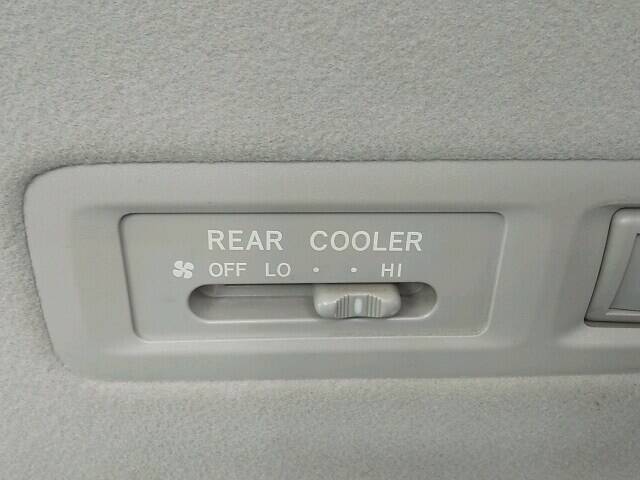 REAR COOLER
OFF LO · · HI